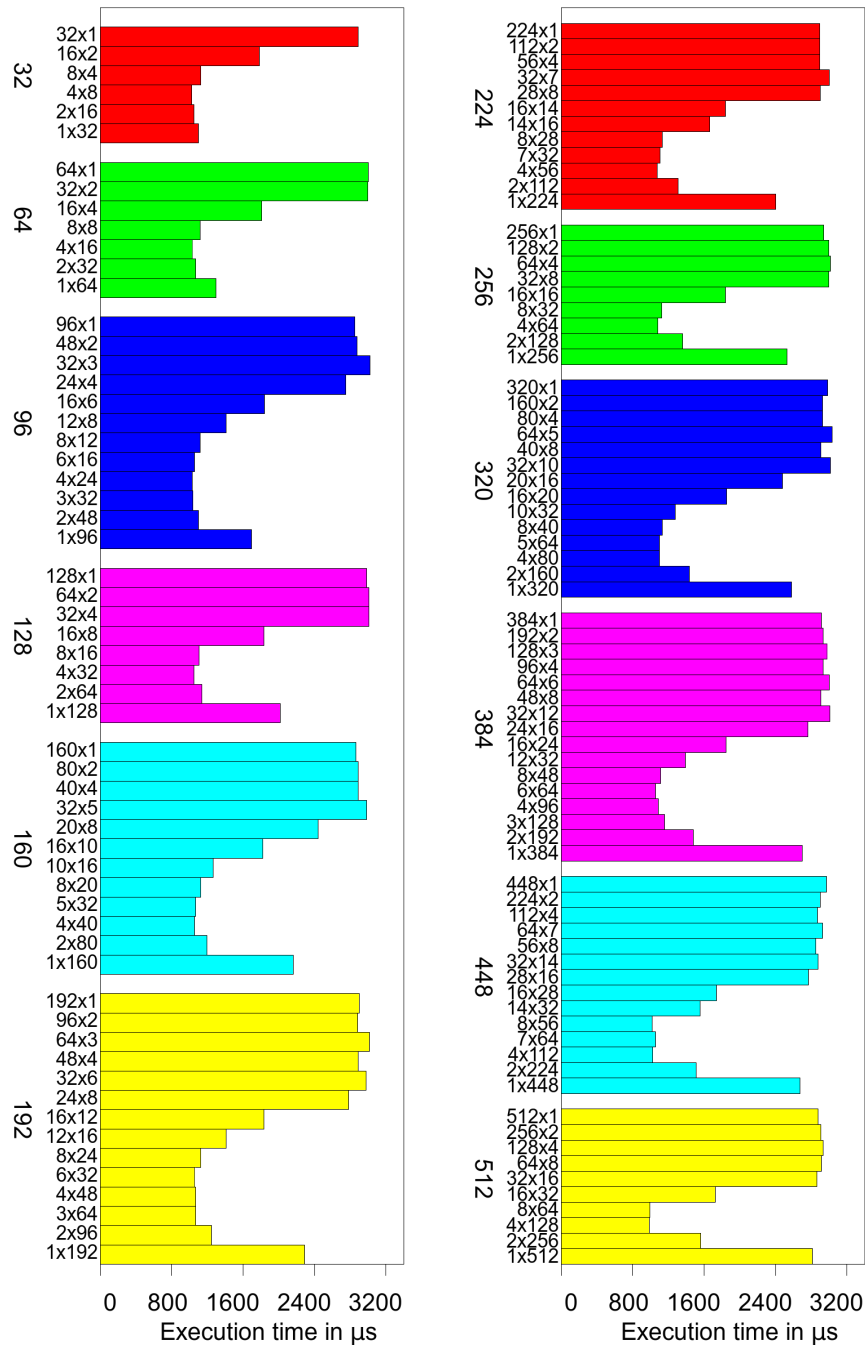 32
32x1
16x2
8x4
4x8
2x16
1x32
64
64x1
32x2
16x4
8x8
4x16
2x32
1x64
96
96x1
48x2
32x3
24x4
16x6
12x8
8x12
6x16
4x24
3x32
2x48
1x96
128
128x1
64x2
32x4
16x8
8x16
4x32
2x64
1x128
160
160x1
80x2
40x4
32x5
20x8
16x10
10x16
8x20
5x32
4x40
2x80
1x160
192
192x1
96x2
64x3
48x4
32x6
24x8
16x12
12x16
8x24
6x32
4x48
3x64
2x96
1x192
0 800 1600 2400 3200
Execution time in µs
224
224x1
112x2
56x4
32x7
28x8
16x14
14x16
8x28
7x32
4x56
2x112
1x224
256
256x1
128x2
64x4
32x8
16x16
8x32
4x64
2x128
1x256
320
320x1
160x2
80x4
64x5
40x8
32x10
20x16
16x20
10x32
8x40
5x64
4x80
2x160
1x320
384
384x1
192x2
128x3
96x4
64x6
48x8
32x12
24x16
16x24
12x32
8x48
6x64
4x96
3x128
2x192
1x384
448
448x1
224x2
112x4
64x7
56x8
32x14
28x16
16x28
14x32
8x56
7x64
4x112
2x224
1x448
512
512x1
256x2
128x4
64x8
32x16
16x32
8x64
4x128
2x256
1x512
0 800 1600 2400 3200
Execution time in µs